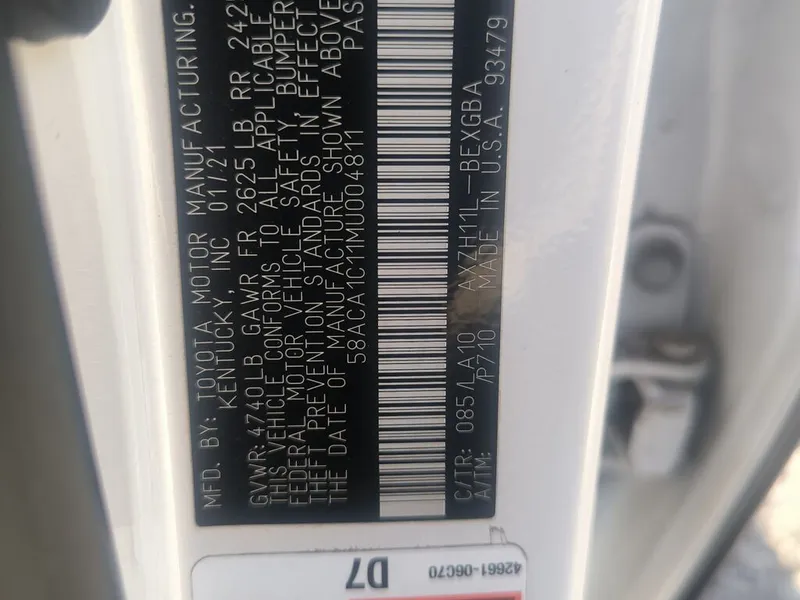 MFD. BY: TOYOTA MOTOR MANUFACTURING.
KENTUCKY, INC 01/21
GVWR: 4740LB GAWR FR 2625LB RR 242
THIS VEHICLE CONFORMS TO ALL APPLICABLE
FEDERAL MOTOR VEHICLE SAFETY, BUMPER
THEFT PREVENTION STANDARDS IN EFFECT
THE DATE OF MANUFACTURE SHOWN ABOVE
58ACA1C11MU004811 PAS
C/TR: 085/LA10 AXZH11L-BEXGBA
A/TM: /P710 MADE IN U.S.A. 93479
42661-06C70
D7